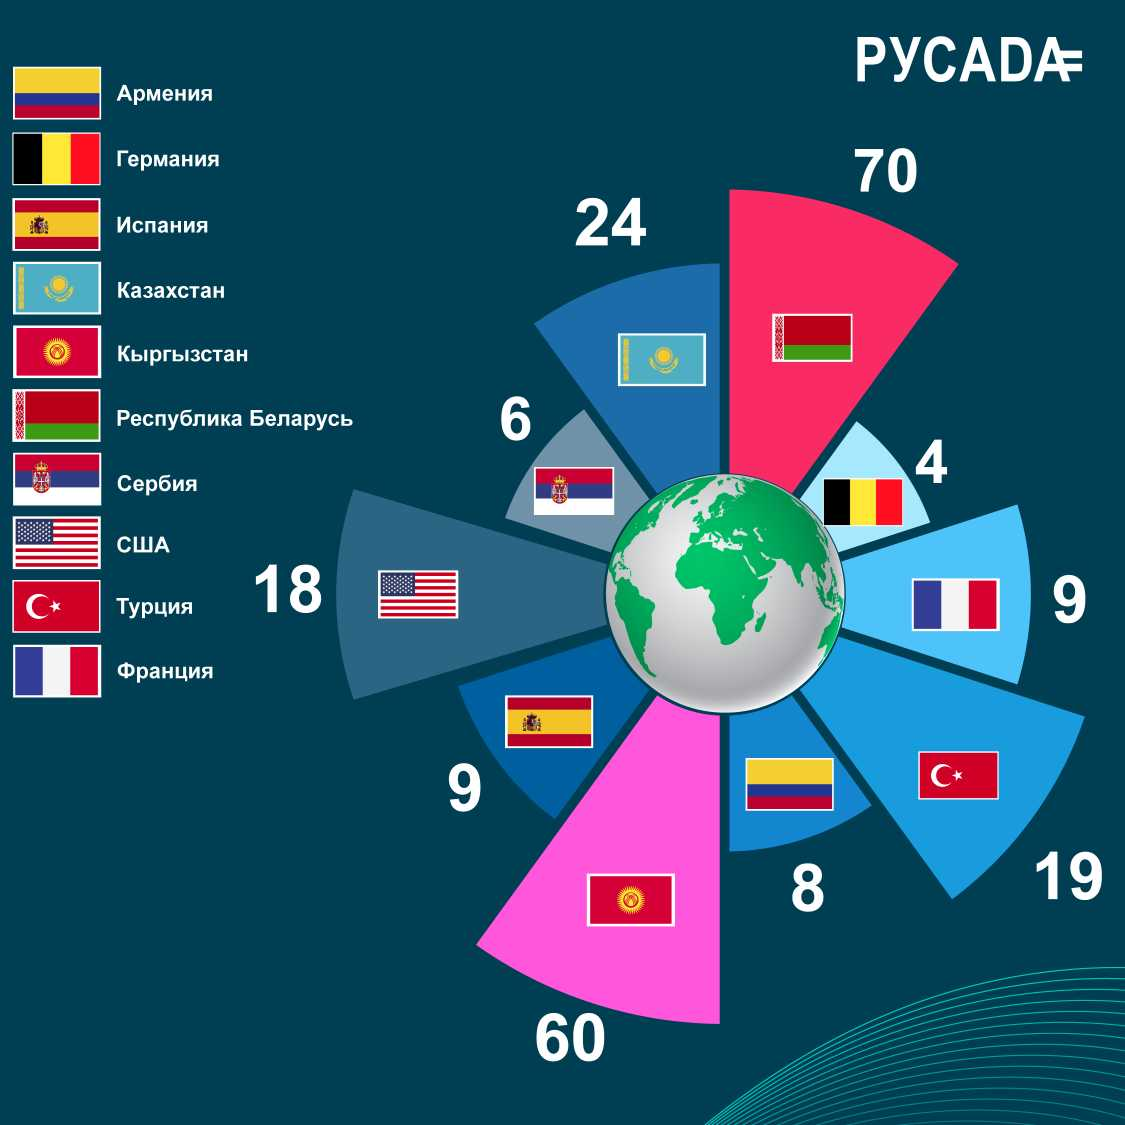 РУСАДА
Армения
Германия
Испания
Казахстан
Кыргызстан
Республика Беларусь
Сербия
США
Турция
Франция
70
24
4
6
9
18
19
9
8
60